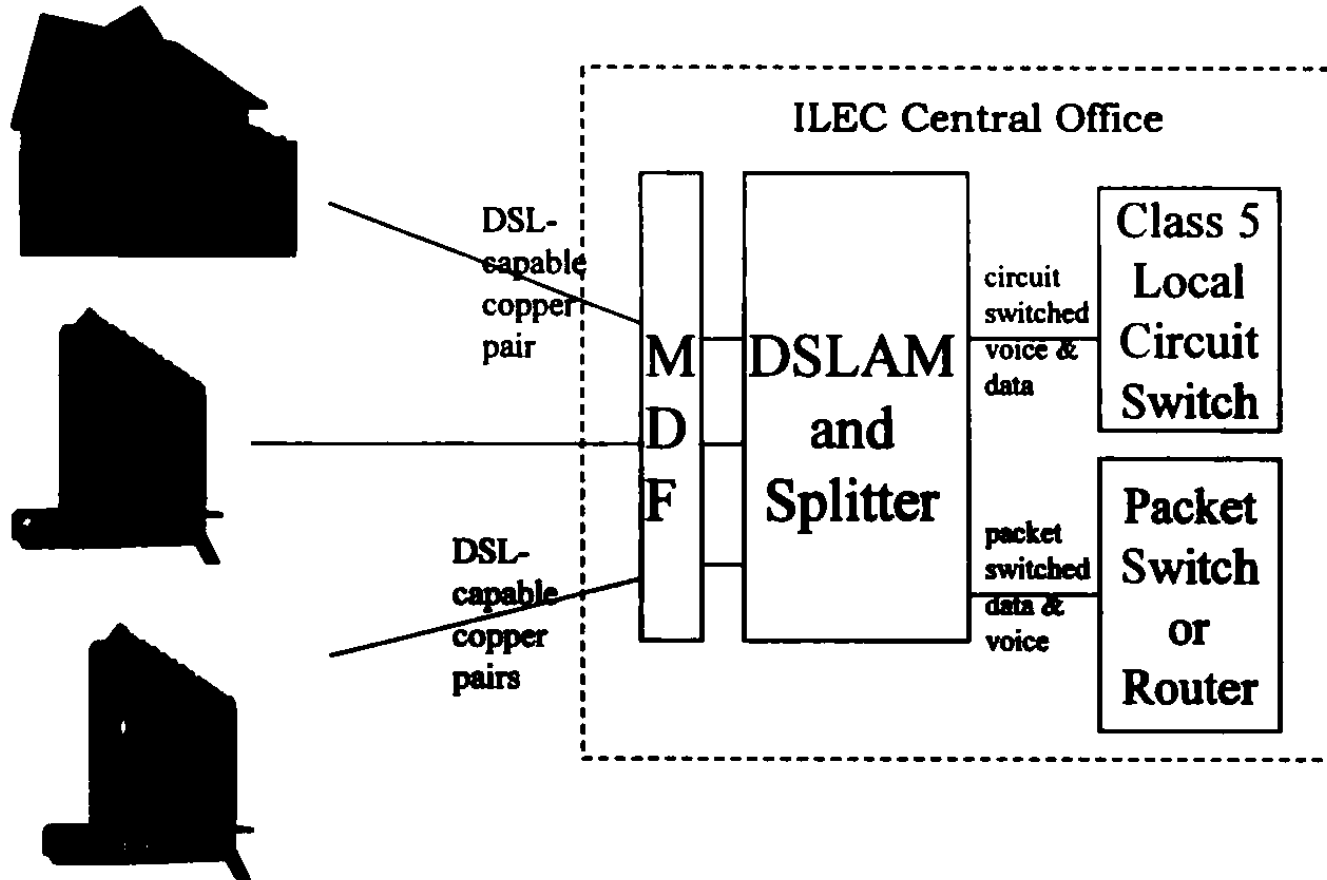 ILEC Central Office
DSL-
capable
copper
pair
M
D
F
DSLAM
and
Splitter
circuit
switched
voice &
data
Class 5
Local
Circuit
Switch
DSL-
capable
copper
pairs
packet
switched
data &
voice
Packet
Switch
or
Router